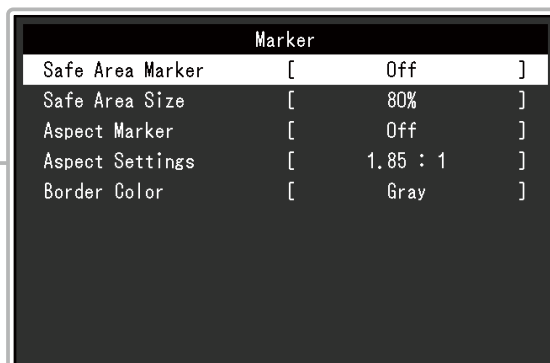 Marker
Safe Area Marker [ Off ]
Safe Area Size [ 80% ]
Aspect Marker [ Off ]
Aspect Settings [ 1.85 : 1 ]
Border Color [ Gray ]